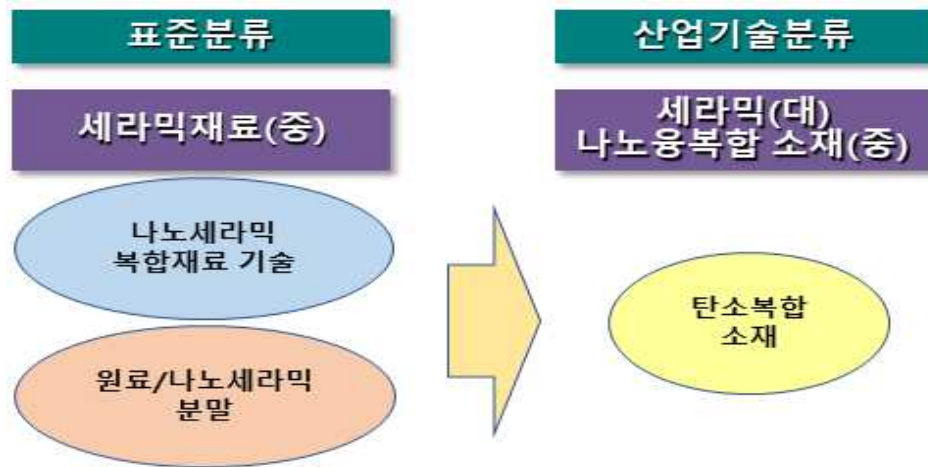 표준분류
산업기술분류
세라믹재료(중)
세라믹(대)
나노융복합 소재(중)
나노세라믹
복합재료 기술
탄소복합
소재
원료/나노세라믹
분말